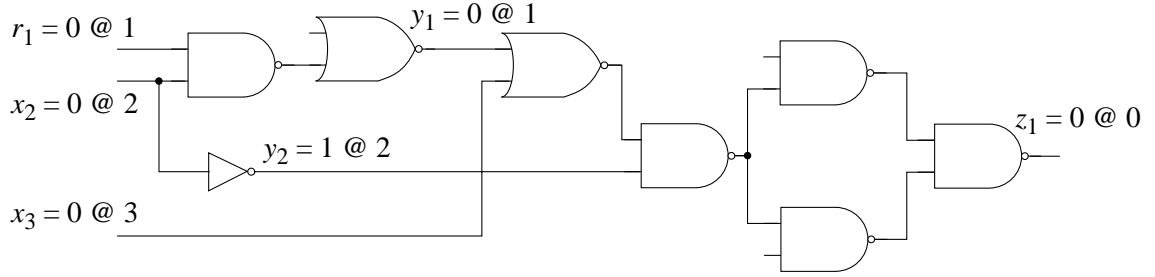 r₁ = 0 @ 1
y₁ = 0 @ 1
x₂ = 0 @ 2
z₁ = 0 @ 0
y₂ = 1 @ 2
x₃ = 0 @ 3